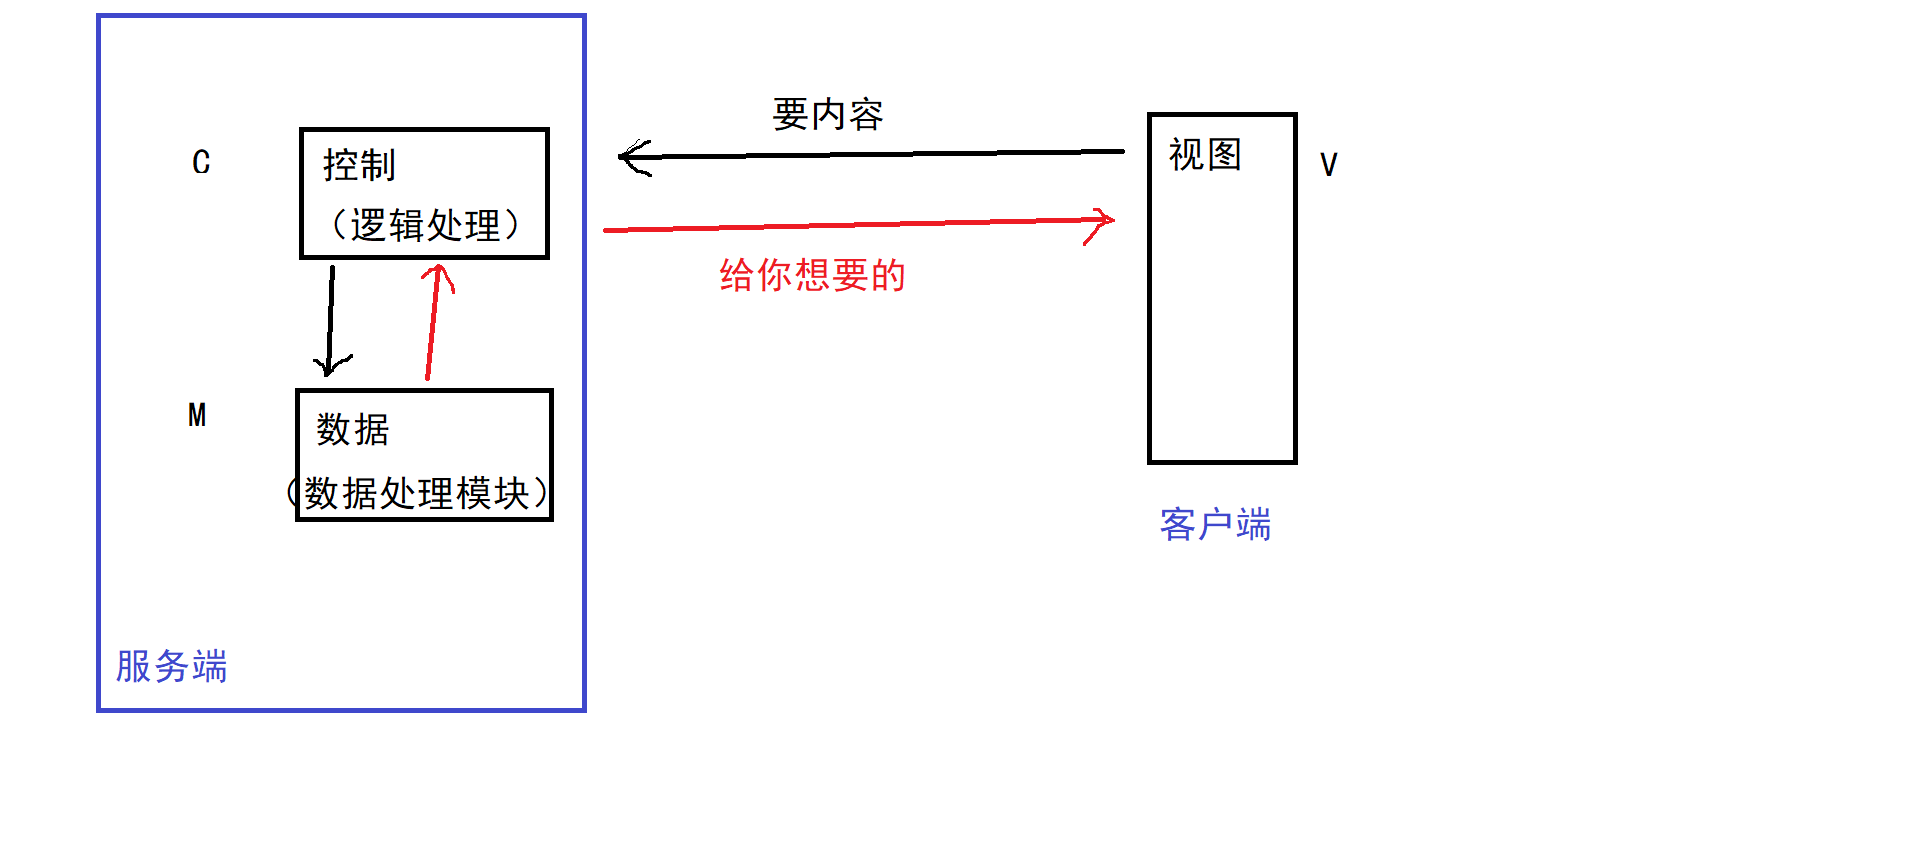 要内容
C
控制
（逻辑处理）
视图
V
给你想要的
M
数据
（数据处理模块）
客户端
服务端